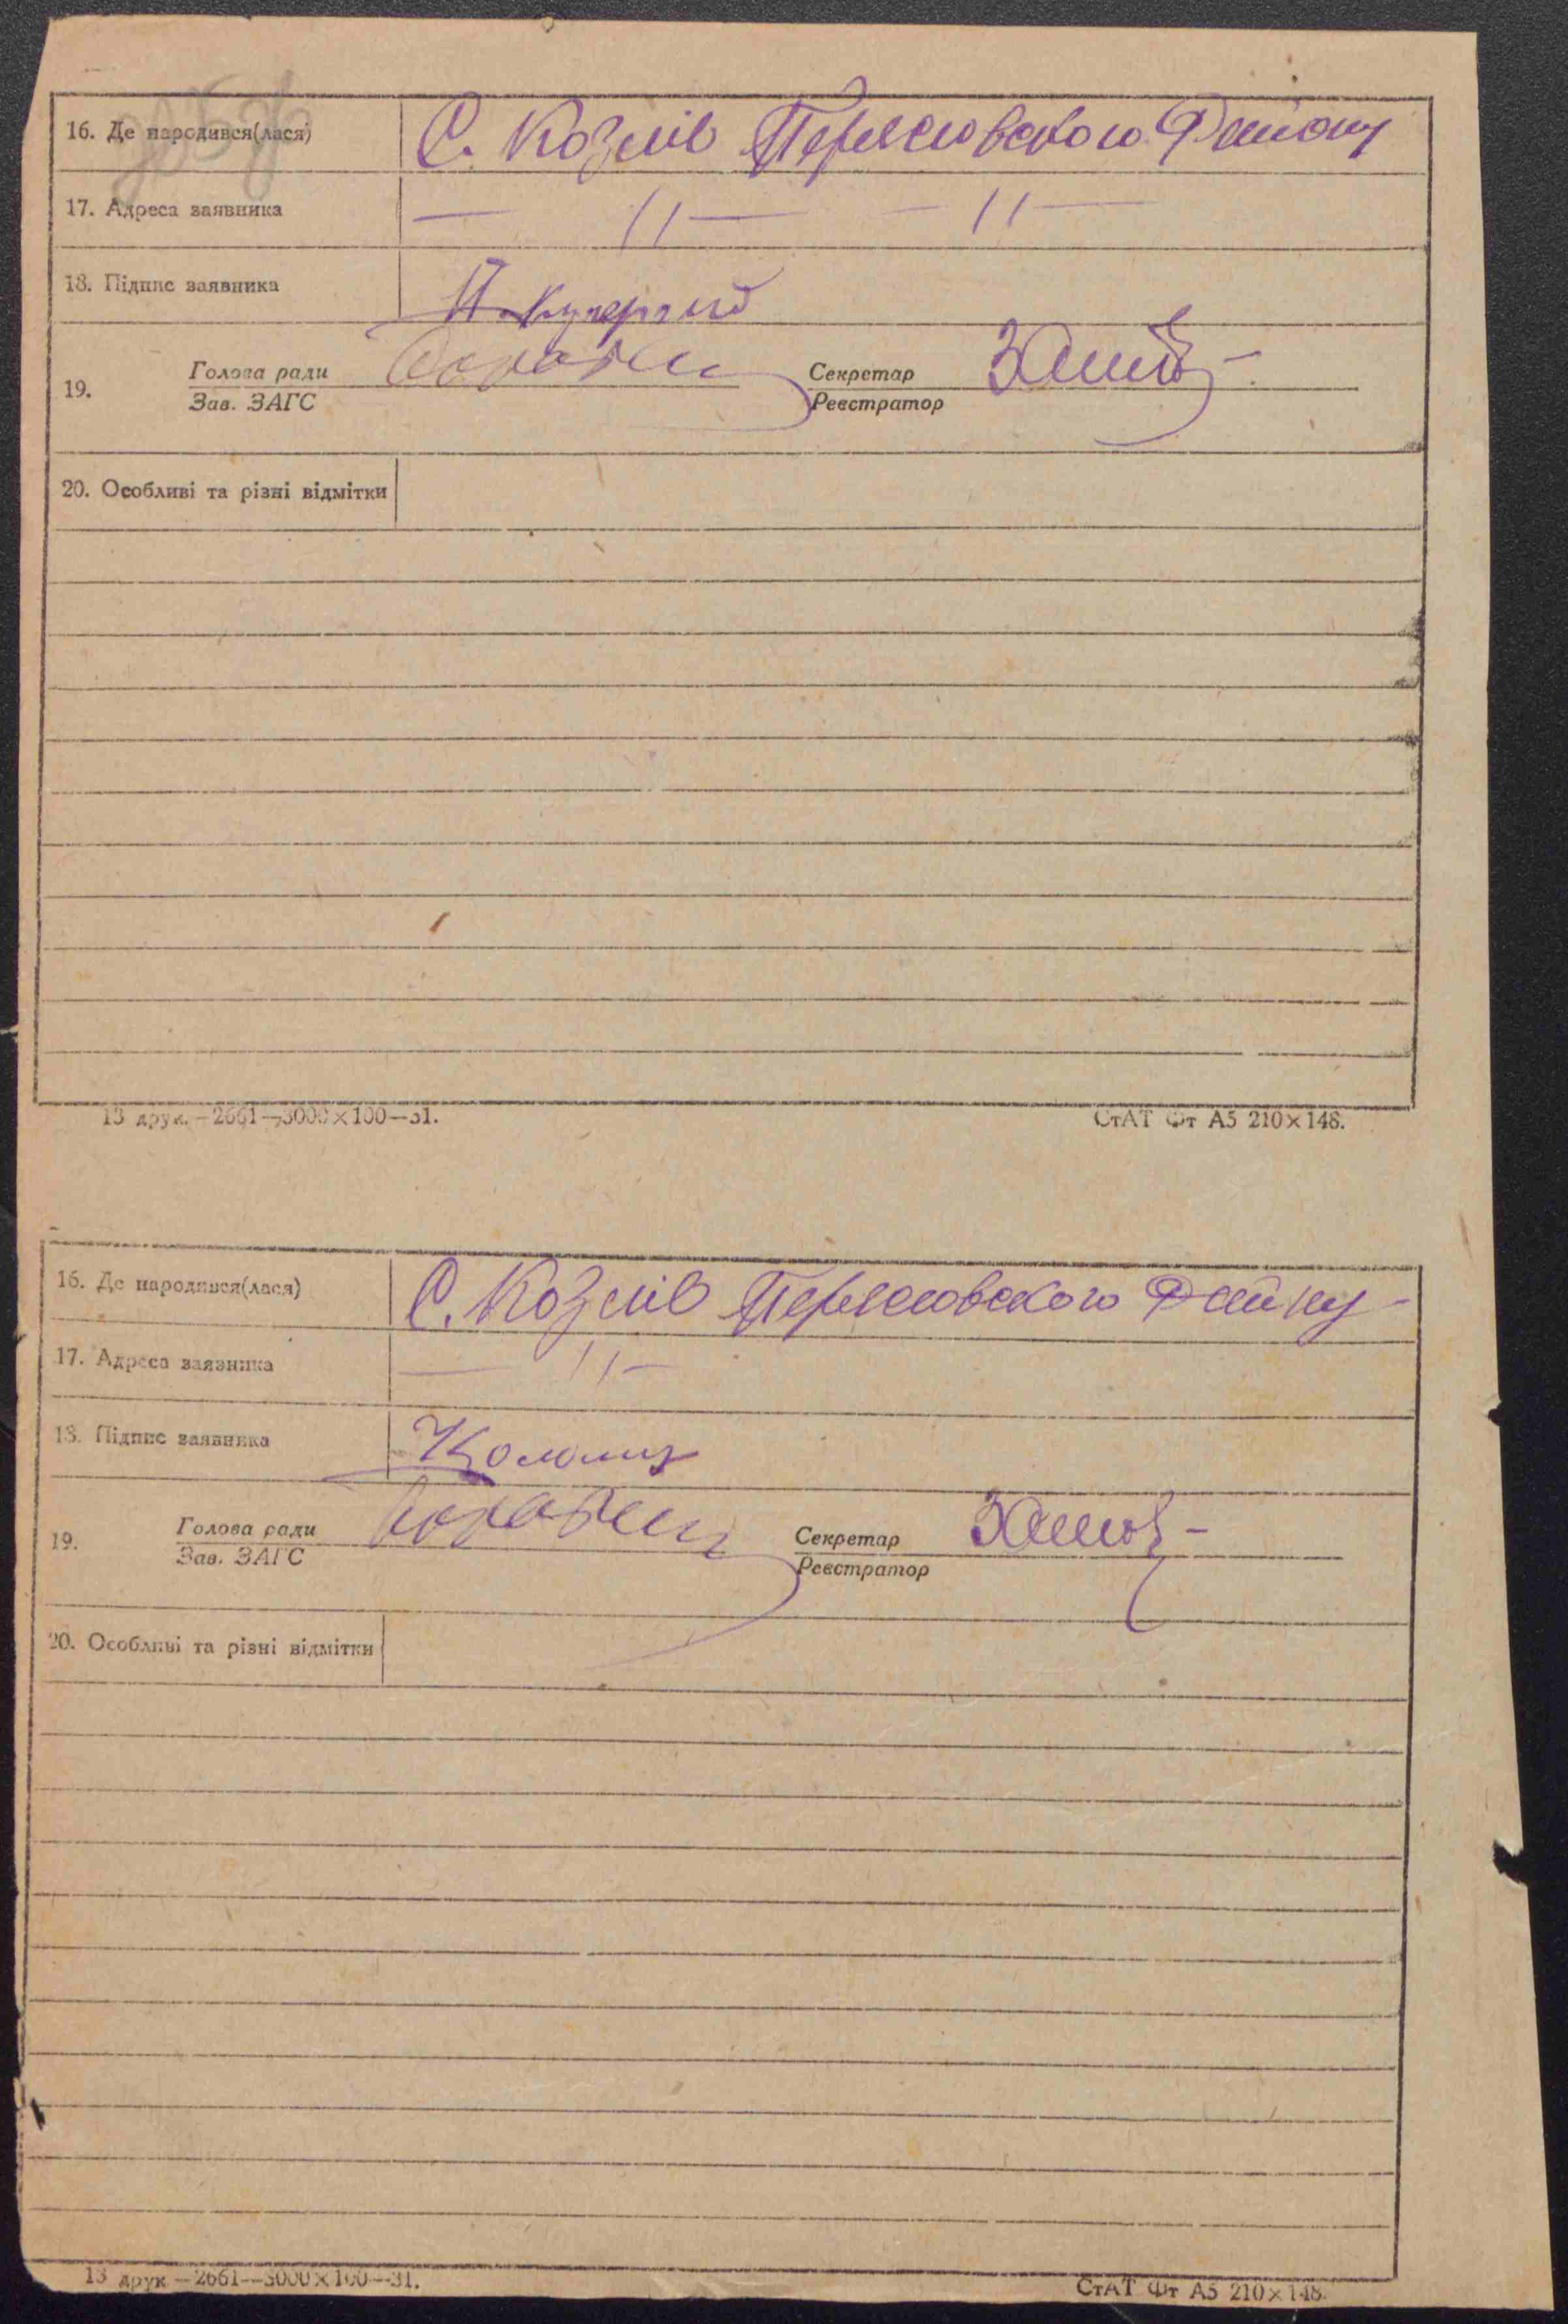 16. Де народився(лася) С. Козлів Переяславського Району
17. Адреса заявника — 11 — — 11 —
18. Підпис заявника
19. Голова ради Секретар
Зав. ЗАГС Реєстратор
20. Особливі та різні відмітки
13 друк. — 2661—3000×100—31. СтАТ Фт А5 210×148.
16. Де народився(лася) С. Козлів Переяславського Району -
17. Адреса заявника — 11 —
18. Підпис заявника Коломиц
19. Голова ради Секретар
Зав. ЗАГС Реєстратор
20. Особливі та різні відмітки
13 друк — 2661—3000×100—31. СтАТ Фт А5 210×148.